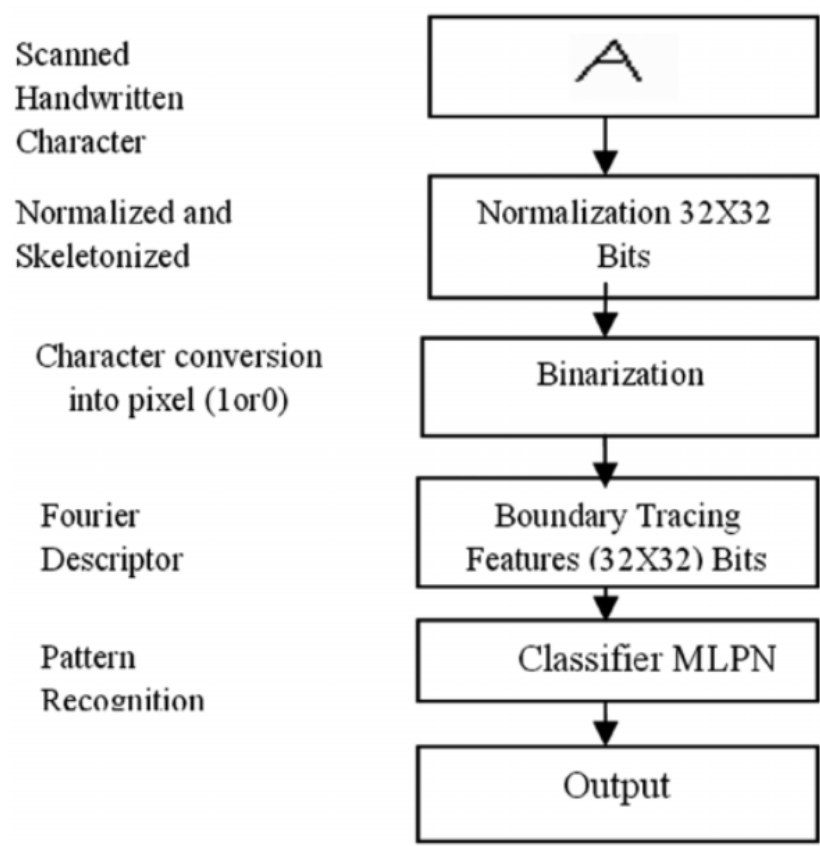 Scanned
Handwritten
Character
A
Normalized and
Skeletonized
Normalization 32X32
Bits
Character conversion
into pixel (1or0)
Binarization
Fourier
Descriptor
Boundary Tracing
Features (32X32) Bits
Pattern
Recognition
Classifier MLPN
Output